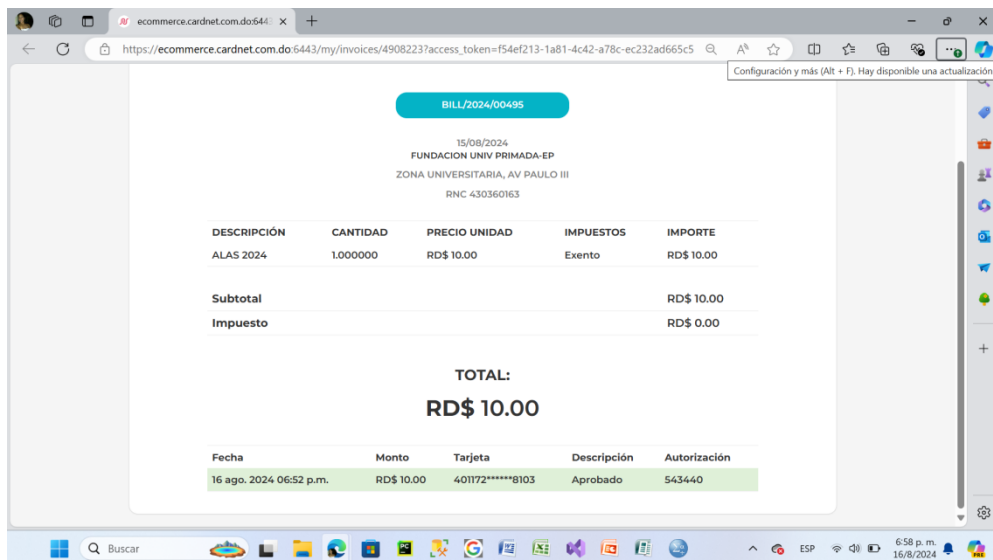 ecommerce.cardnet.com.do:644
https://ecommerce.cardnet.com.do:6443/my/invoices/4908223?access_token=f54ef213-1a81-4c42-a78c-ec232ad665c5
Configuración y más (Alt + F). Hay disponible una actualización
BILL/2024/00495
15/08/2024
FUNDACION UNIV PRIMADA-EP
ZONA UNIVERSITARIA, AV PAULO III
RNC 430360163
DESCRIPCIÓN CANTIDAD PRECIO UNIDAD IMPUESTOS IMPORTE
ALAS 2024 1.000000 RD$ 10.00 Exento RD$ 10.00
Subtotal RD$ 10.00
Impuesto RD$ 0.00
TOTAL:
RD$ 10.00
Fecha Monto Tarjeta Descripción Autorización
16 ago. 2024 06:52 p.m. RD$ 10.00 401172******8103 Aprobado 543440
Buscar ESP 6:58 p. m.
16/8/2024